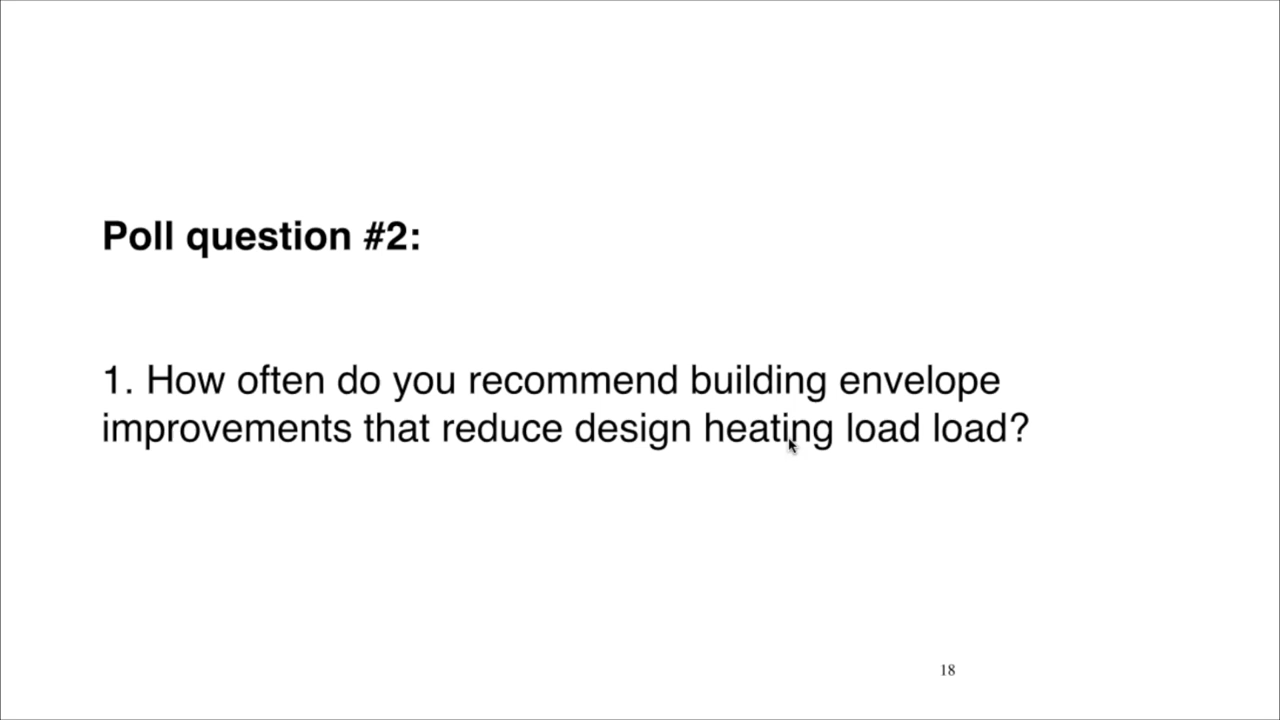 Poll question #2:
1. How often do you recommend building envelope
improvements that reduce design heating load load?
18